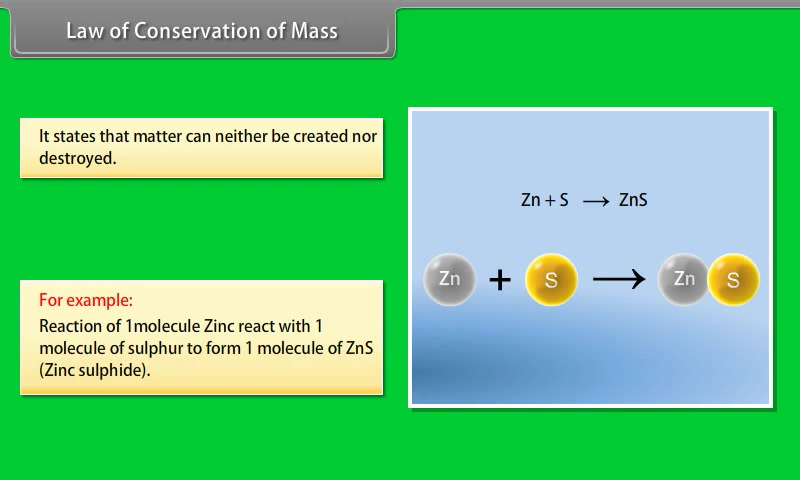 Law of Conservation of Mass
It states that matter can neither be created nor
destroyed.
Zn + S ⟶ ZnS
Zn + S ⟶ Zn S
For example:
Reaction of 1molecule Zinc react with 1
molecule of sulphur to form 1 molecule of ZnS
(Zinc sulphide).